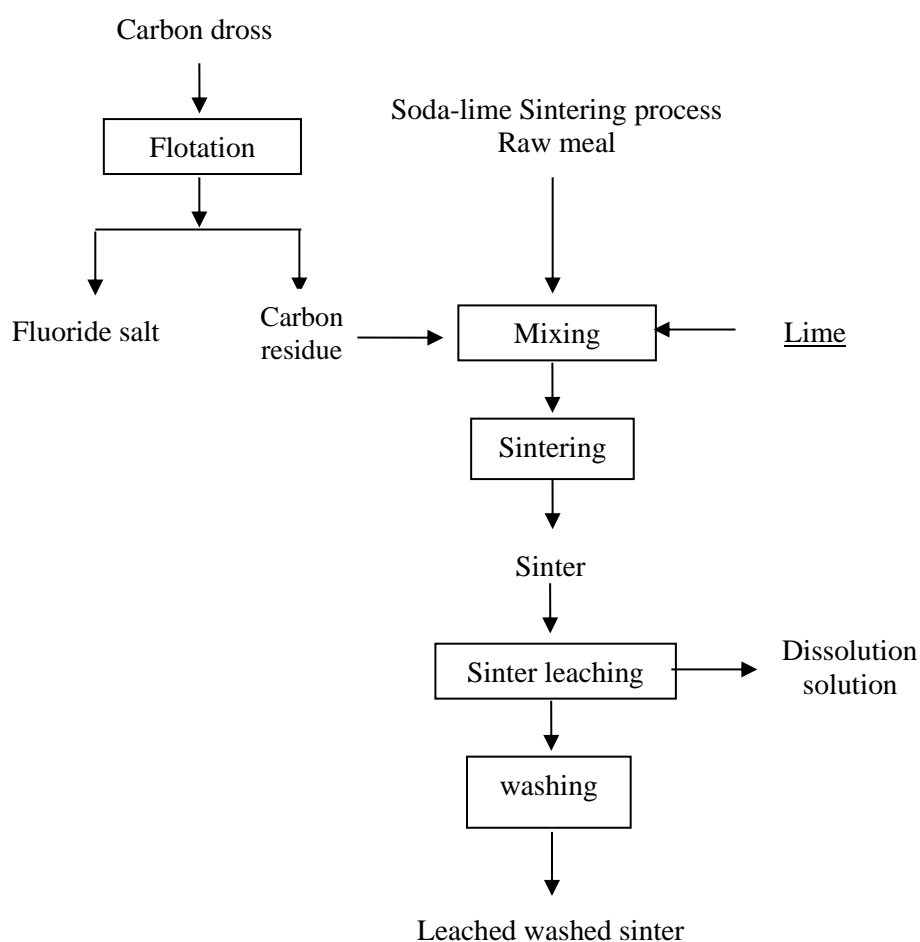 Carbon dross
Soda-lime Sintering process
Raw meal
Flotation
Fluoride salt
Carbon
residue
Mixing
Lime
Sintering
Sinter
Sinter leaching
Dissolution
solution
washing
Leached washed sinter